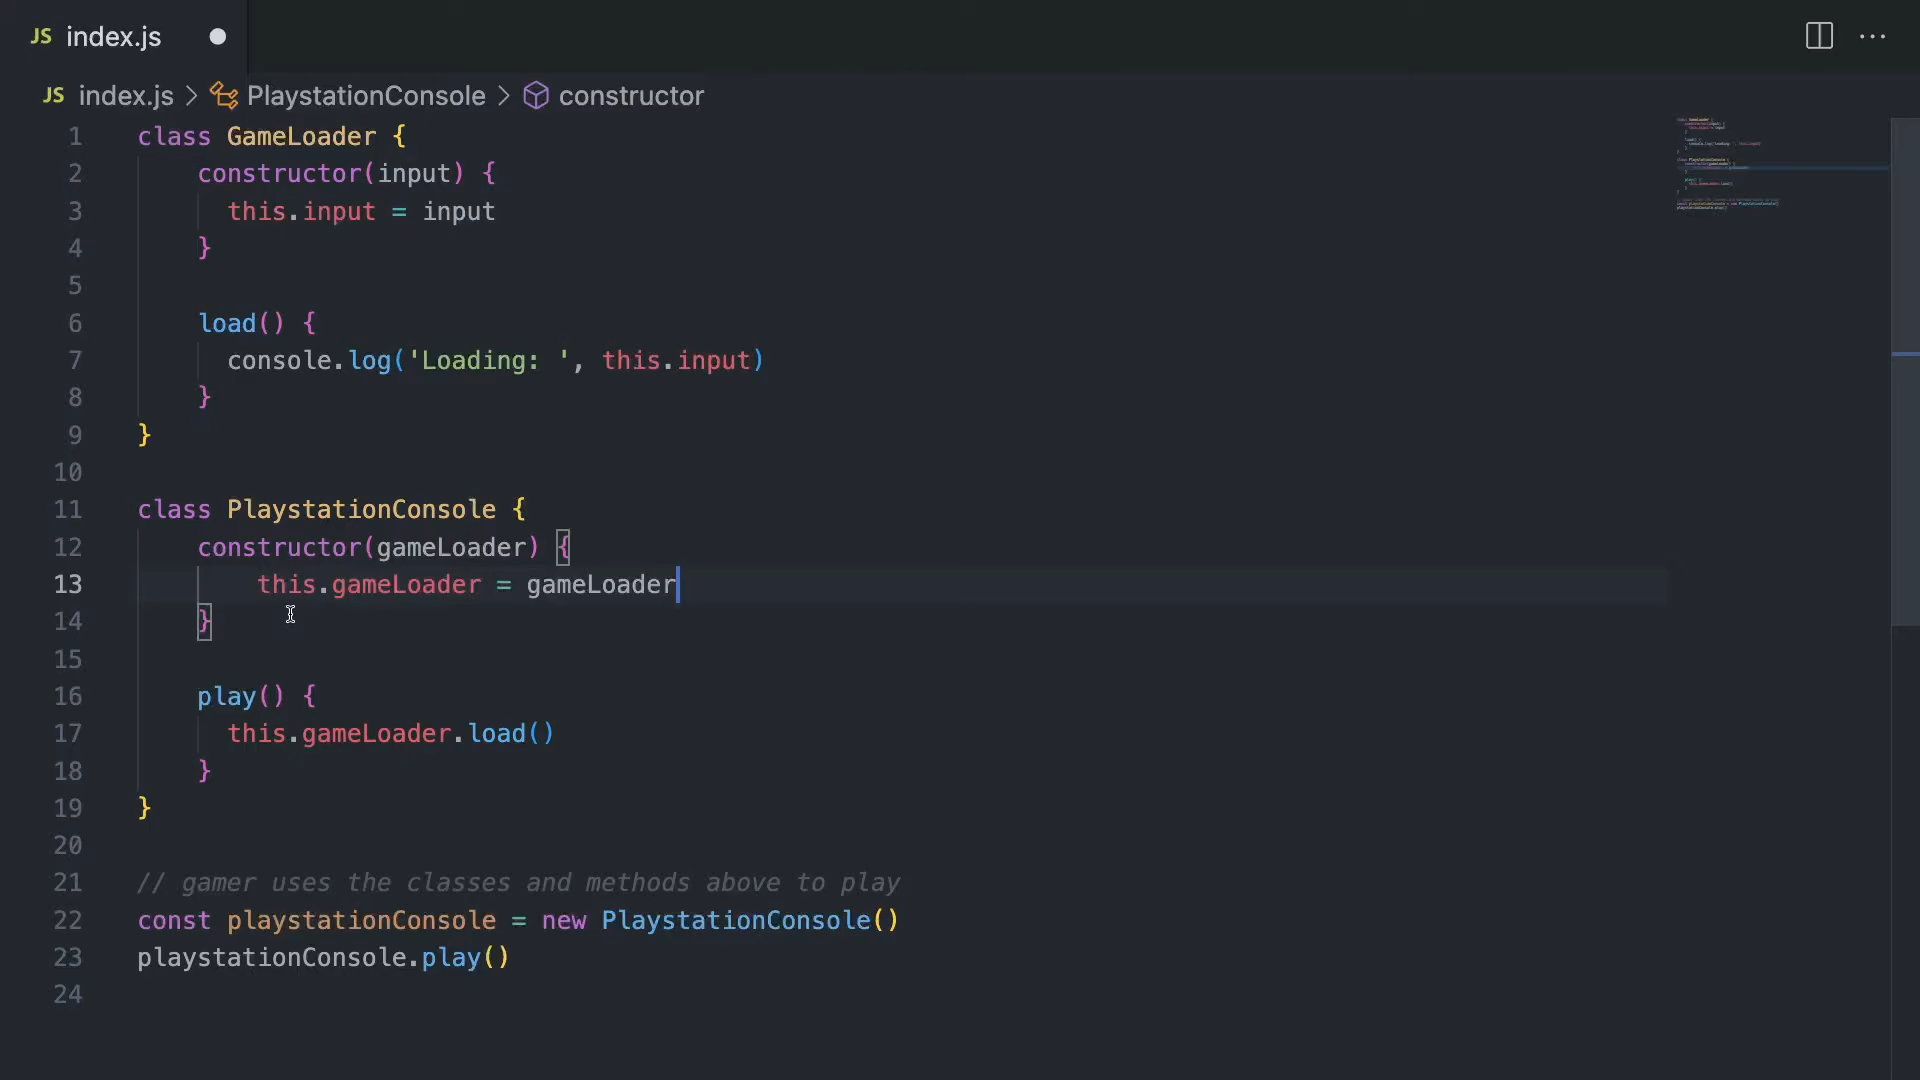 JS index.js
JS index.js > PlaystationConsole > constructor
1 class GameLoader {
2 constructor(input) {
3 this.input = input
4 }
5
6 load() {
7 console.log('Loading: ', this.input)
8 }
9 }
10
11 class PlaystationConsole {
12 constructor(gameLoader) {
13 this.gameLoader = gameLoader
14 }
15
16 play() {
17 this.gameLoader.load()
18 }
19 }
20
21 // gamer uses the classes and methods above to play
22 const playstationConsole = new PlaystationConsole()
23 playstationConsole.play()
24